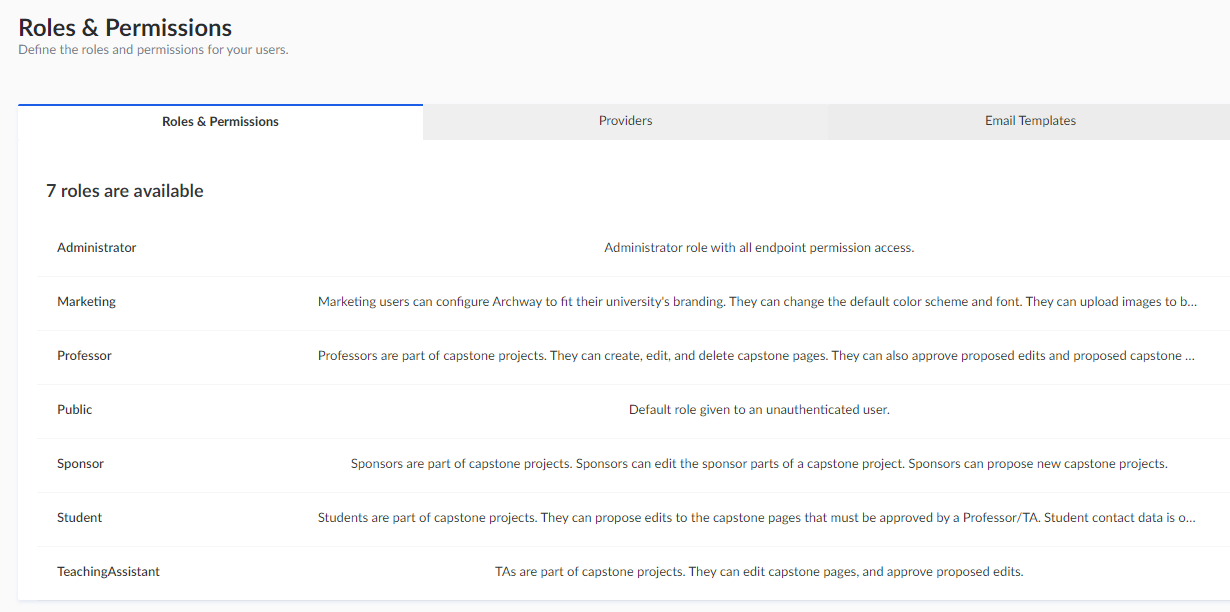 Roles & Permissions
Define the roles and permissions for your users.
Roles & Permissions
Providers
Email Templates
7 roles are available
Administrator
Administrator role with all endpoint permission access.
Marketing
Marketing users can configure Archway to fit their university's branding. They can change the default color scheme and font. They can upload images to b...
Professor
Professors are part of capstone projects. They can create, edit, and delete capstone pages. They can also approve proposed edits and proposed capstone ...
Public
Default role given to an unauthenticated user.
Sponsor
Sponsors are part of capstone projects. Sponsors can edit the sponsor parts of a capstone project. Sponsors can propose new capstone projects.
Student
Students are part of capstone projects. They can propose edits to the capstone pages that must be approved by a Professor/TA. Student contact data is o...
TeachingAssistant
TAs are part of capstone projects. They can edit capstone pages, and approve proposed edits.